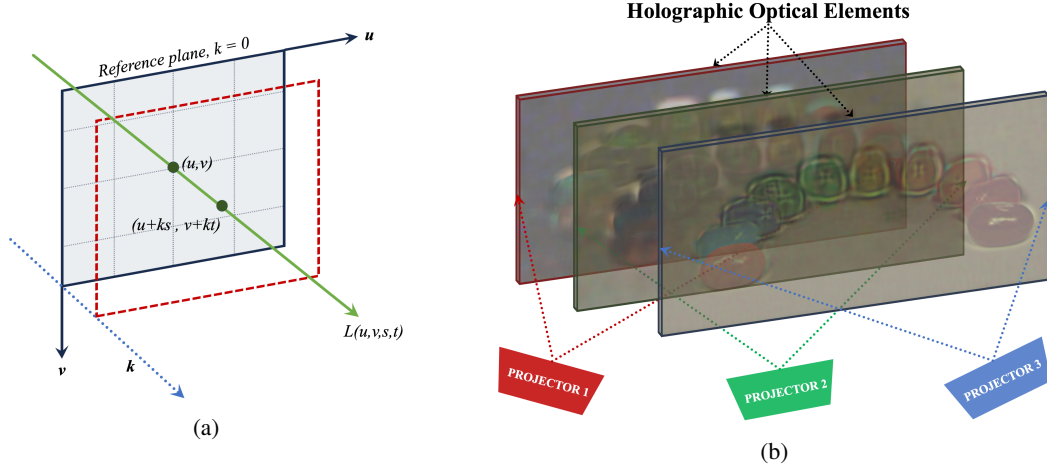 Reference plane, k = 0
u
(u,v)
(u+ks , v+kt)
L(u,v,s,t)
v
k
(a)
Holographic Optical Elements
PROJECTOR 1
PROJECTOR 2
PROJECTOR 3
(b)